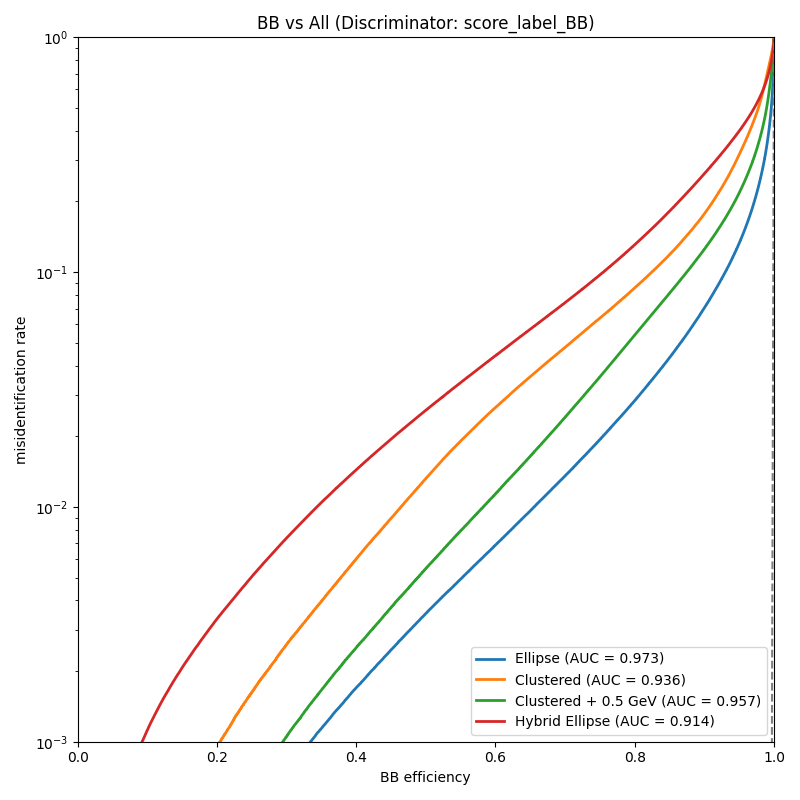 BB vs All (Discriminator: score_label_BB)
misidentification rate
10⁰
10⁻¹
10⁻²
10⁻³
0.0 0.2 0.4 0.6 0.8 1.0
BB efficiency
Ellipse (AUC = 0.973)
Clustered (AUC = 0.936)
Clustered + 0.5 GeV (AUC = 0.957)
Hybrid Ellipse (AUC = 0.914)